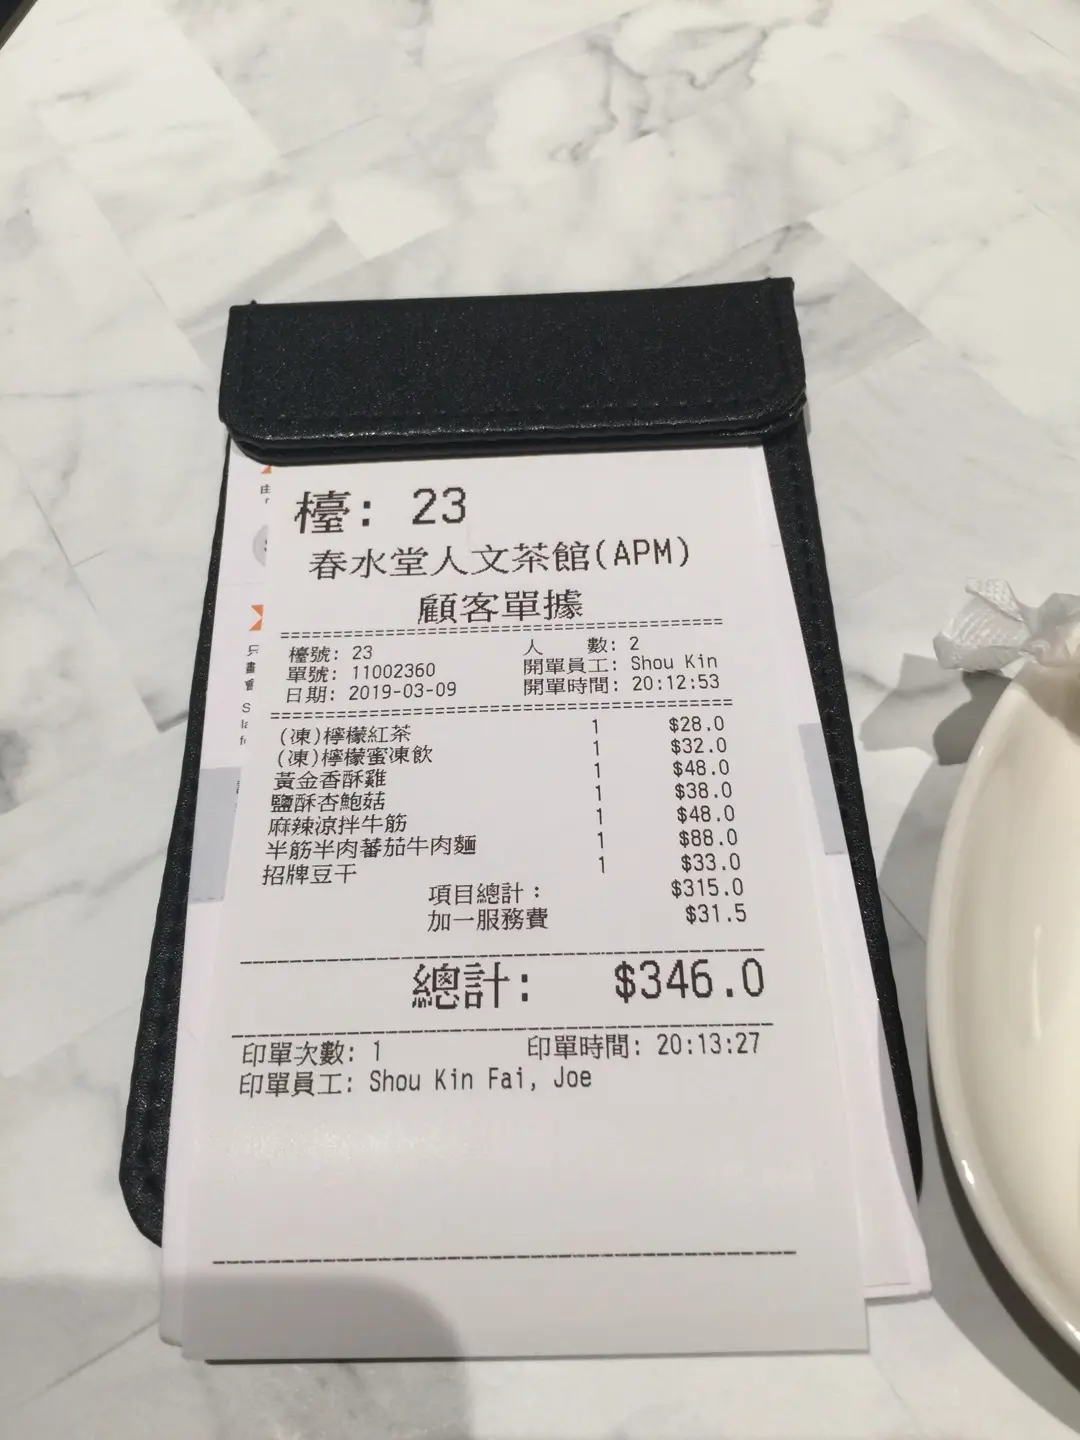 檯: 23
春水堂人文茶館(APM)
顧客單據
檯號: 23 人 數: 2
單號: 11002360 開單員工: Shou Kin
日期: 2019-03-09 開單時間: 20:12:53
(凍)檸檬紅茶 1 $28.0
(凍)檸檬蜜凍飲 1 $32.0
黃金香酥雞 1 $48.0
鹽酥杏鮑菇 1 $38.0
麻辣涼拌牛筋 1 $48.0
半筋半肉蕃茄牛肉麵 1 $88.0
招牌豆干 1 $33.0
項目總計: $315.0
加一服務費 $31.5
總計: $346.0
印單次數: 1 印單時間: 20:13:27
印單員工: Shou Kin Fai, Joe